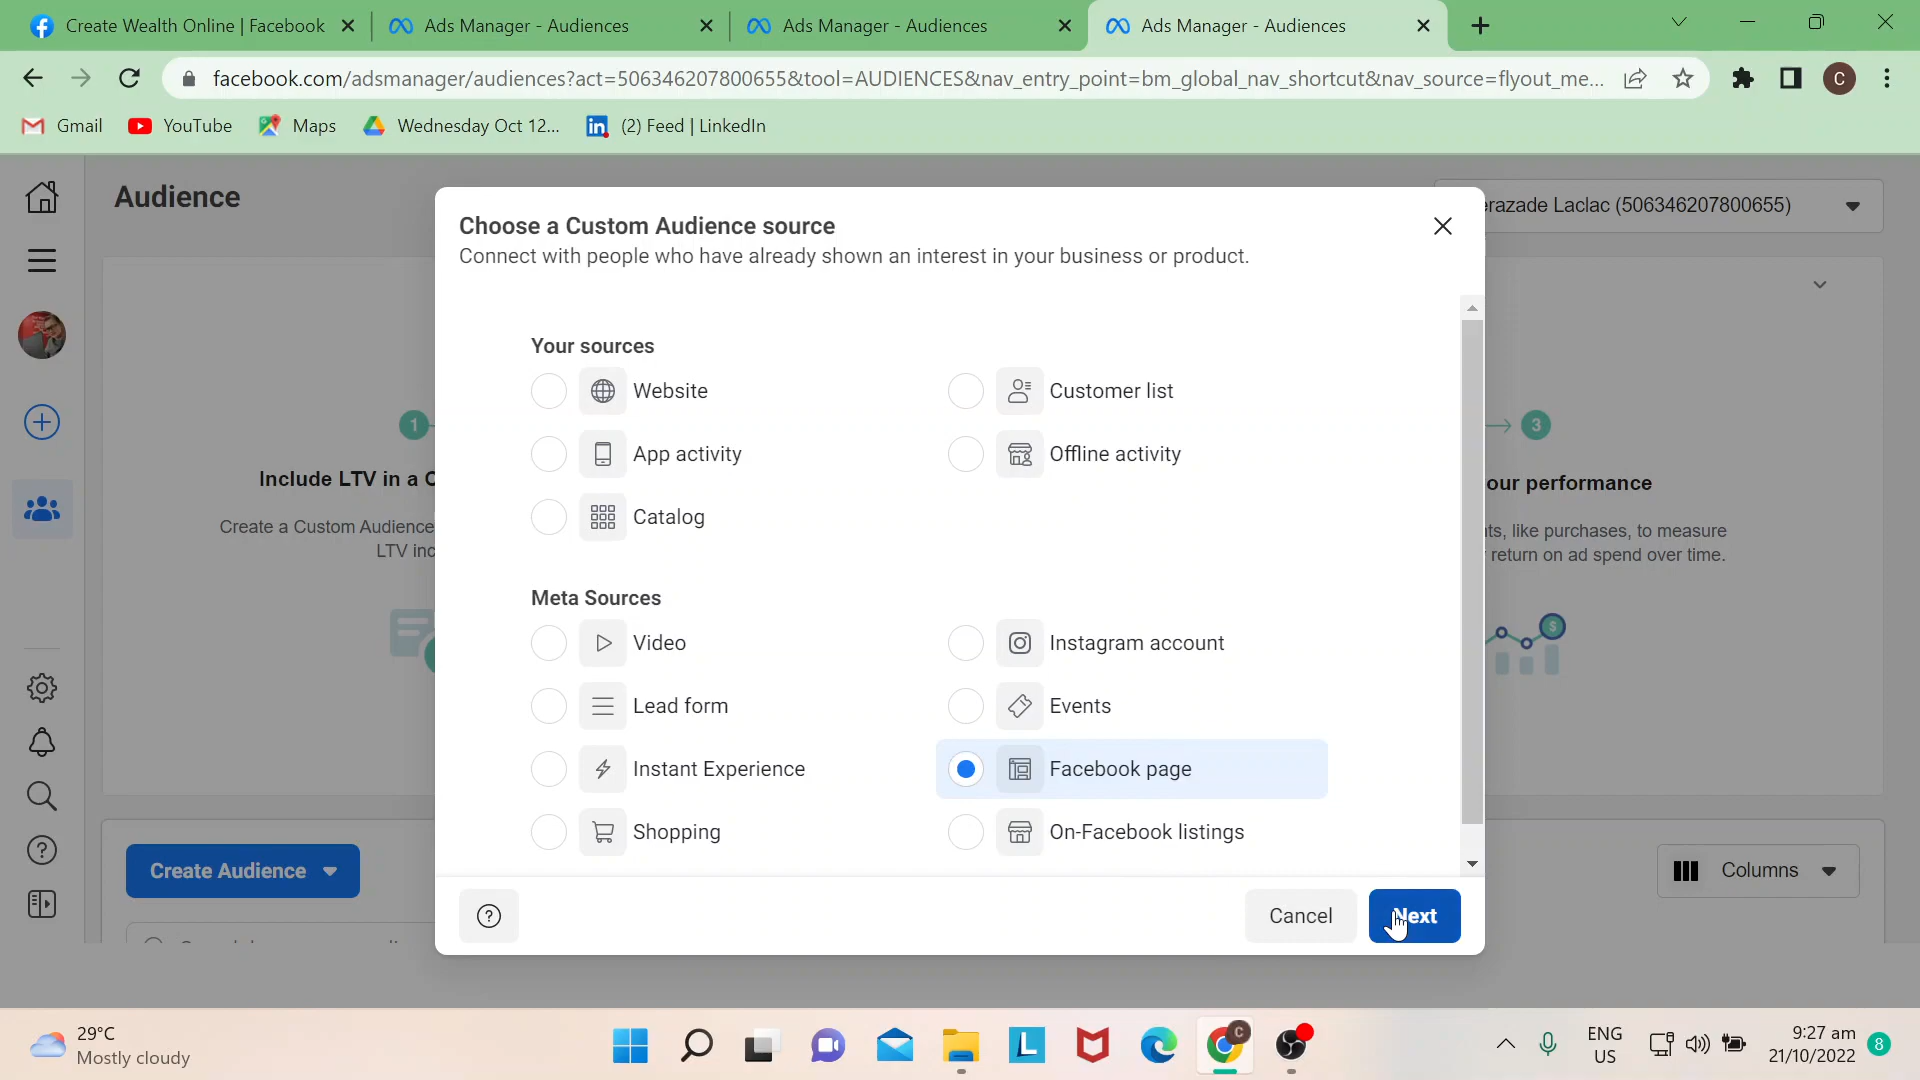 Create Wealth Online | Facebook
Ads Manager - Audiences
Ads Manager - Audiences
Ads Manager - Audiences
facebook.com/adsmanager/audiences?act=506346207800655&tool=AUDIENCES&nav_entry_point=bm_global_nav_shortcut&nav_source=flyout_me...
C
Gmail
YouTube
Maps
Wednesday Oct 12...
(2) Feed | LinkedIn
Audience
erazade Laclac (506346207800655)
Choose a Custom Audience source
Connect with people who have already shown an interest in your business or product.
Your sources
Website
Customer list
App activity
Offline activity
Catalog
Meta Sources
Video
Instagram account
Lead form
Events
Instant Experience
Facebook page
Shopping
On-Facebook listings
Cancel
Next
1
Include LTV in a C
Create a Custom Audience
LTV inc
3
our performance
ts, like purchases, to measure
return on ad spend over time.
Create Audience
Columns
29°C
Mostly cloudy
ENG
US
9:27 am
21/10/2022
8